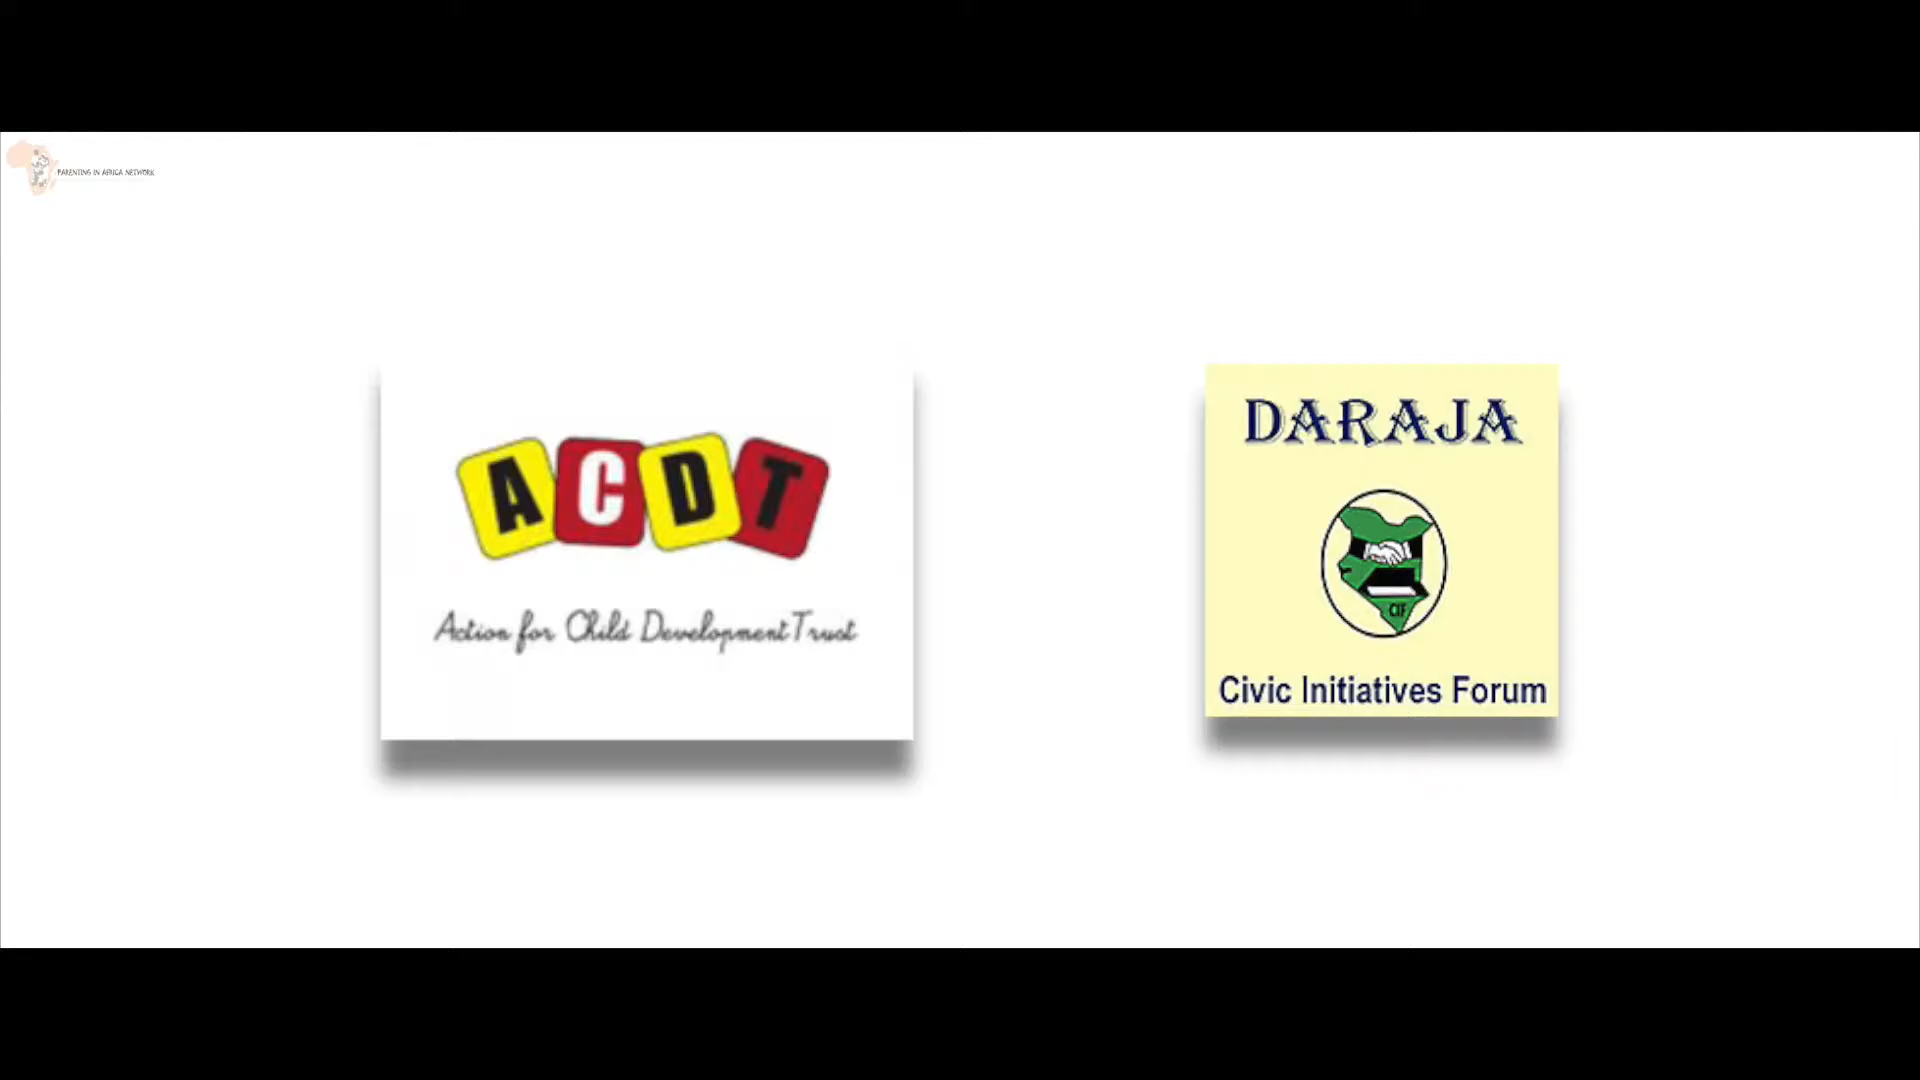 PARENTING IN AFRICA NETWORK
ACDT
Action for Child Development Trust
DARAJA
CIF
Civic Initiatives Forum